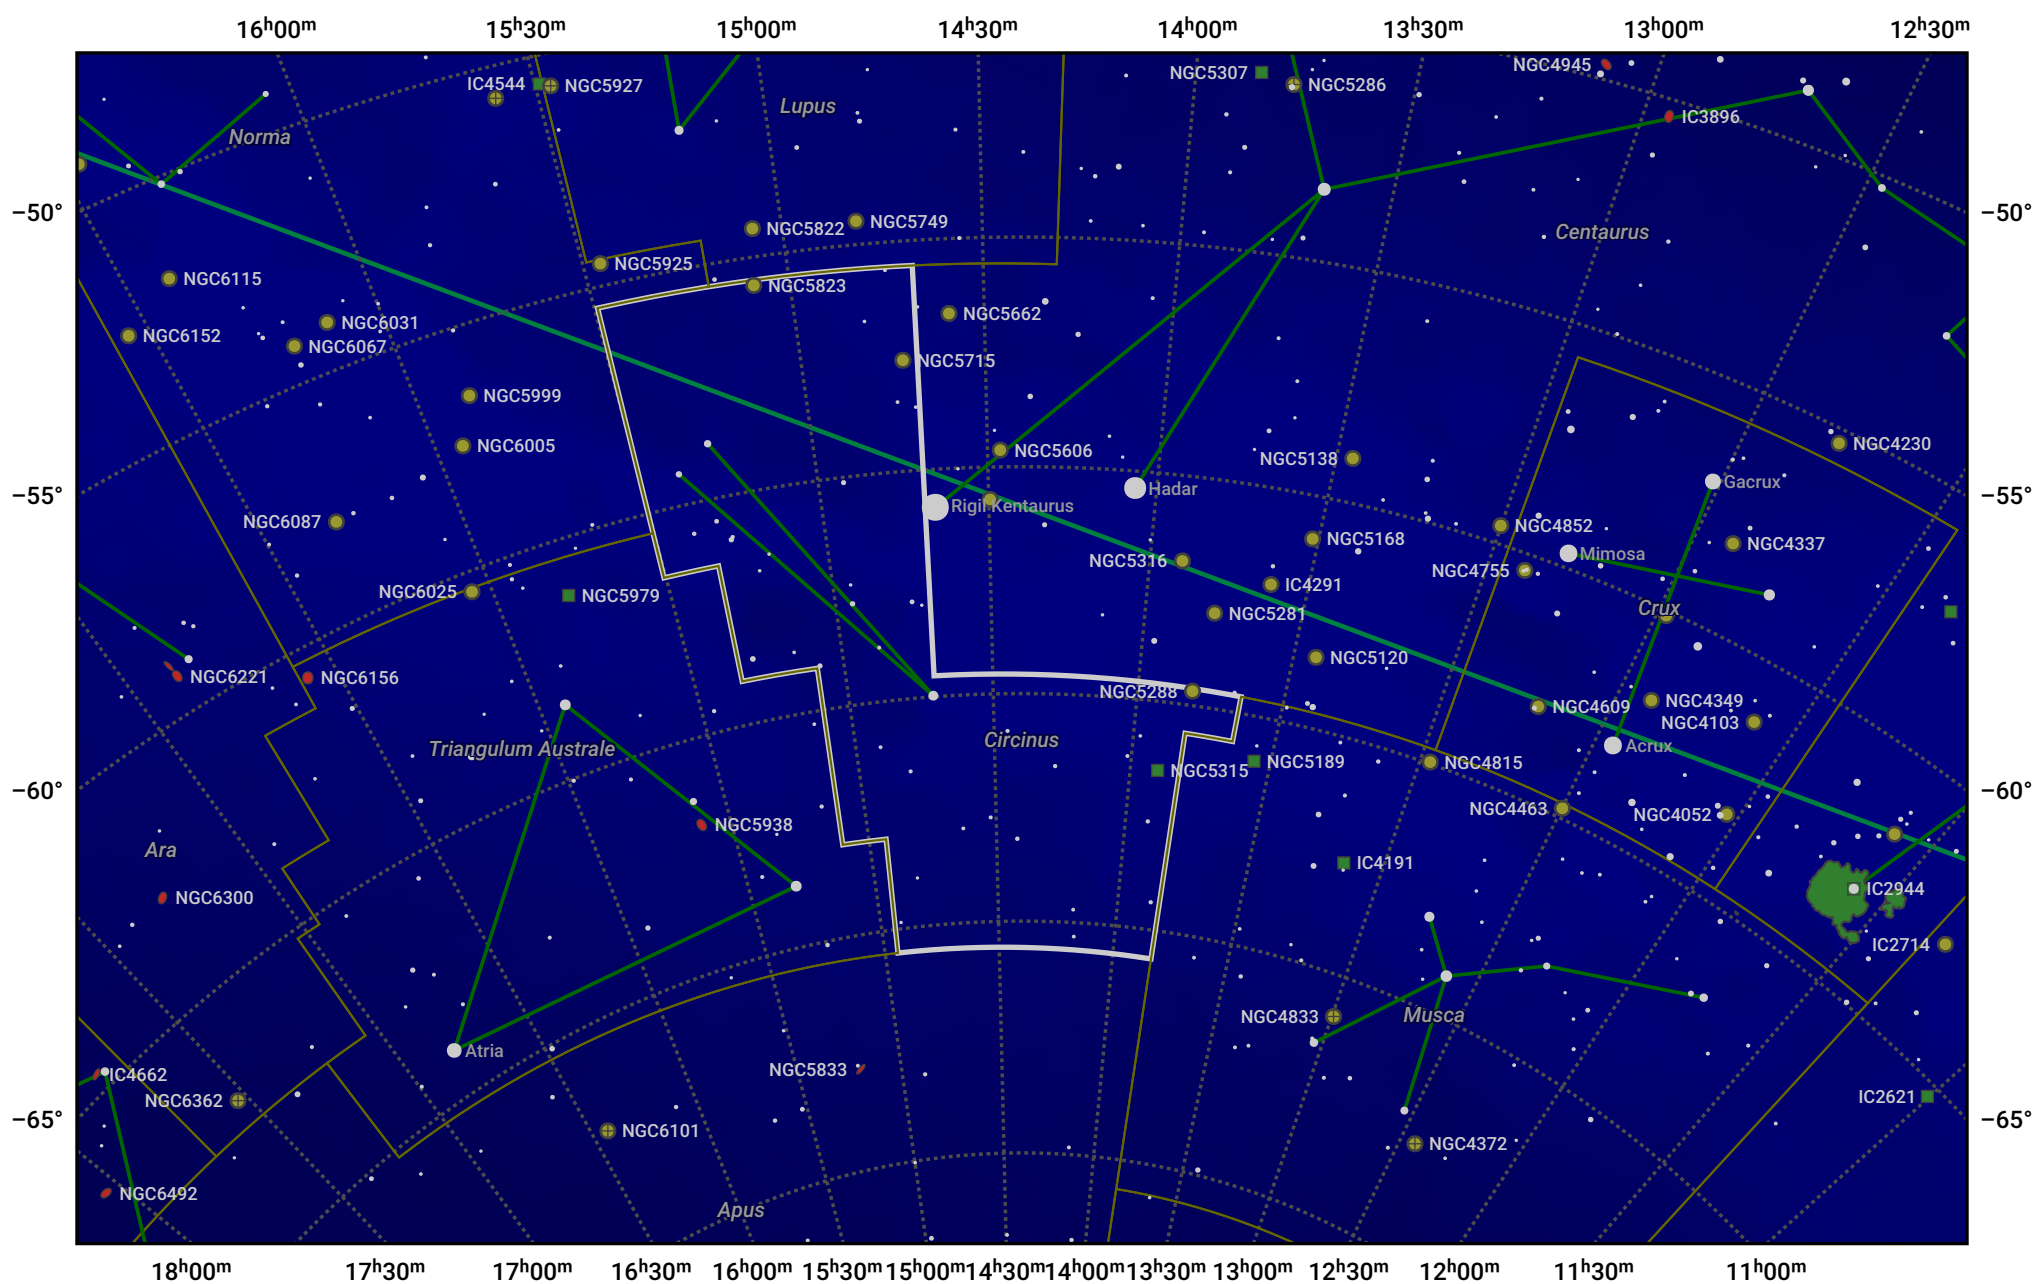 16ʰ00ᵐ 15ʰ30ᵐ 15ʰ00ᵐ 14ʰ30ᵐ 14ʰ00ᵐ 13ʰ30ᵐ 13ʰ00ᵐ 12ʰ30ᵐ
NGC4945
NGC5307
IC4544 NGC5927 NGC5286
Lupus
IC3896
Norma
−50° −50°
NGC5822 NGC5749
Centaurus
NGC5925
NGC6115 NGC5823
NGC5662
NGC6031
NGC6152 NGC6067
NGC5715
NGC5999
NGC6005 NGC5606 NGC4230
NGC5138
Gacrux
Hadar
−55° −55°
Rigil Kentaurus
NGC6087 NGC4852
NGC5168 NGC4337
Mimosa
NGC5316
NGC4755
IC4291
NGC6025 NGC5979
Crux
NGC5281
NGC5120
NGC6221 NGC6156
NGC5288 NGC4609 NGC4349
NGC4103
Circinus
Triangulum Australe Acrux
NGC5315 NGC5189 NGC4815
−60° −60°
NGC4463 NGC4052
NGC5938
Ara
IC4191
IC2944
NGC6300
IC2714
NGC4833 Musca
Atria
NGC5833
IC4662
NGC6362 IC2621
−65° −65°
NGC6101 NGC4372
NGC6492
Apus
18ʰ00ᵐ 17ʰ30ᵐ 17ʰ00ᵐ 16ʰ30ᵐ 16ʰ00ᵐ 15ʰ30ᵐ 15ʰ00ᵐ 14ʰ30ᵐ 14ʰ00ᵐ 13ʰ30ᵐ 13ʰ00ᵐ 12ʰ30ᵐ 12ʰ00ᵐ 11ʰ30ᵐ 11ʰ00ᵐ